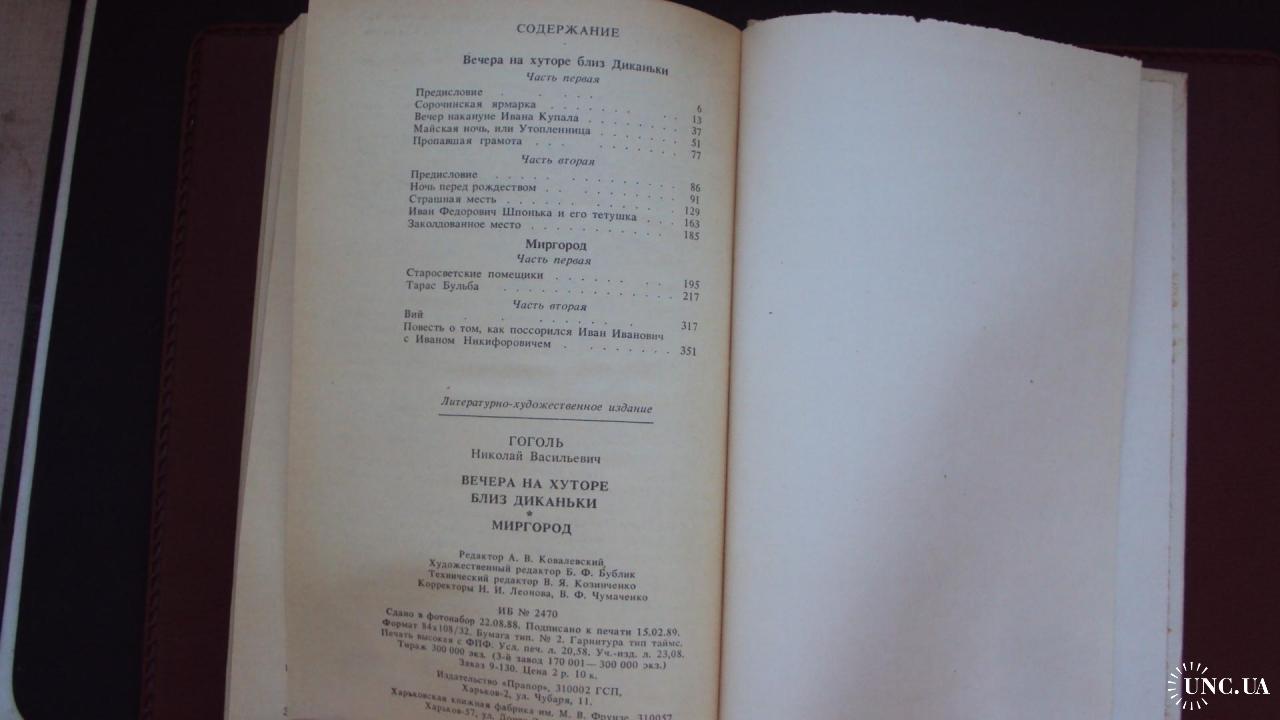 СОДЕРЖАНИЕ
Вечера на хуторе близ Диканьки
Часть первая
Предисловие . . . . . 6
Сорочинская ярмарка . . . . . . . . 13
Вечер накануне Ивана Купала . . . . . . . 37
Майская ночь, или Утопленница . . . . . . 51
Пропавшая грамота . . . . . . . . . 77
Часть вторая
Предисловие . . . . . . . . . . . . 86
Ночь перед рождеством . . . . . . . . . 91
Страшная месть . . . . . . . . . . . 129
Иван Федорович Шпонька и его тетушка . . . . 163
Заколдованное место . . . . . . . . . . 185
Миргород
Часть первая
Старосветские помещики . . . . . . . . 195
Тарас Бульба . . . . . . . . . . . . 217
Часть вторая
Вий . . . . . . . . 317
Повесть о том, как поссорился Иван Иванович
с Иваном Никифоровичем . . . . . . . . 351
Литературно-художественное издание
ГОГОЛЬ
Николай Васильевич
ВЕЧЕРА НА ХУТОРЕ
БЛИЗ ДИКАНЬКИ
*
МИРГОРОД
Редактор А. В. Ковалевский
Художественный редактор Б. Ф. Бублик
Технический редактор В. Я. Козинченко
Корректоры Н. И. Леонова, В. Ф. Чумаченко
ИБ № 2470
Сдано в фотонабор 22.08.88. Подписано к печати 15.02.89.
Формат 84x108/32. Бумага тип. № 2. Гарнитура тип таймс.
Печать высокая с ФПФ. Усл. печ. л. 20,58. Уч.-изд. л. 23,08.
Тираж 300 000 экз. (3-й завод 170 001—300 000 экз.)
Заказ 9-130. Цена 2 р. 10 к.
Издательство «Прапор», 310002 ГСП,
Харьков-2, ул. Чубаря, 11.
Харьковская книжная фабрика им. М. В. Фрунзе, 310057,
Харьков-57, ул.
UNC.UA